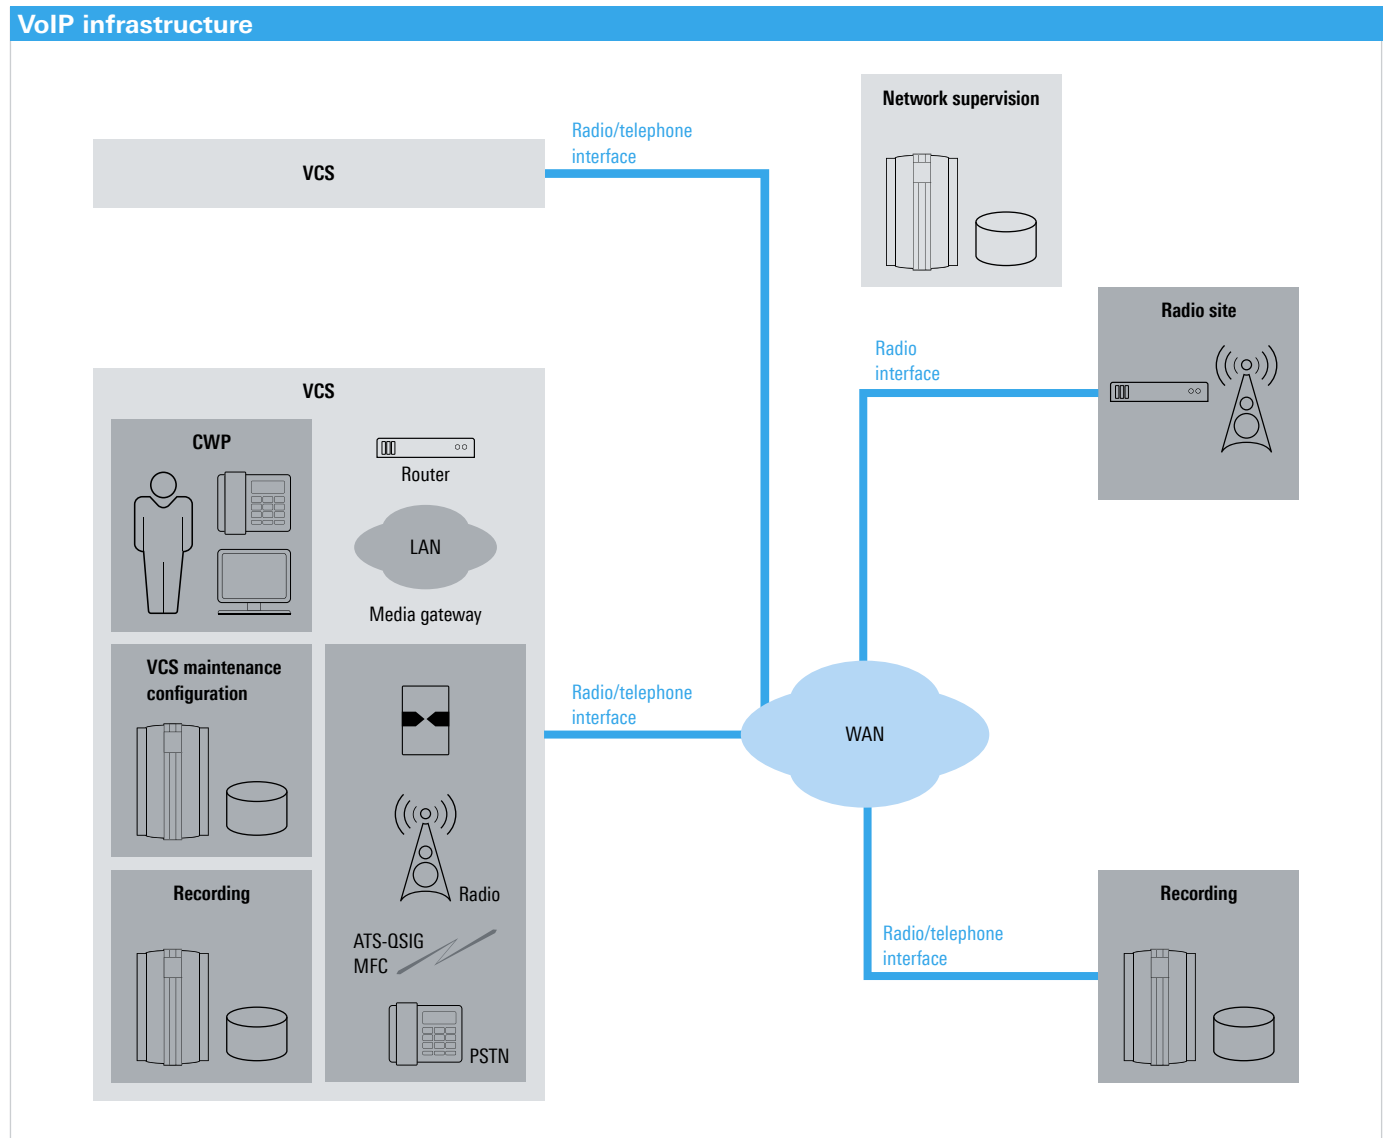 VoIP infrastructure
Network supervision
Radio/telephone
interface
VCS
Radio site
Radio
interface
VCS
CWP
Router
LAN
Media gateway
VCS maintenance
configuration
Radio/telephone
interface
WAN
Radio
Recording
Recording
ATS-QSIG
MFC
Radio/telephone
interface
PSTN